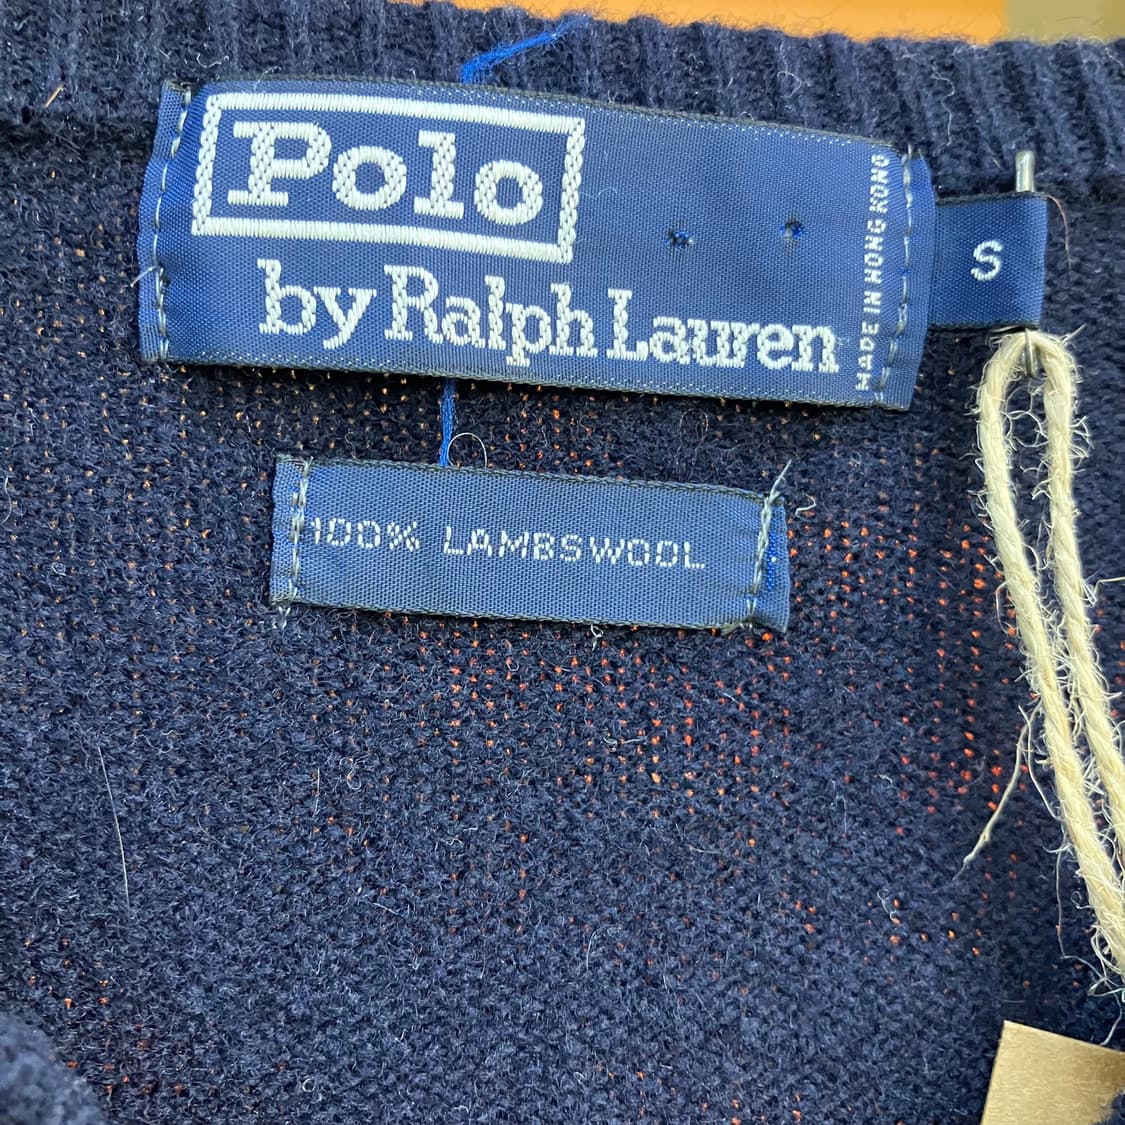 Polo
by Ralph Lauren
MADE IN HONG KONG
S
100% LAMBSWOOL